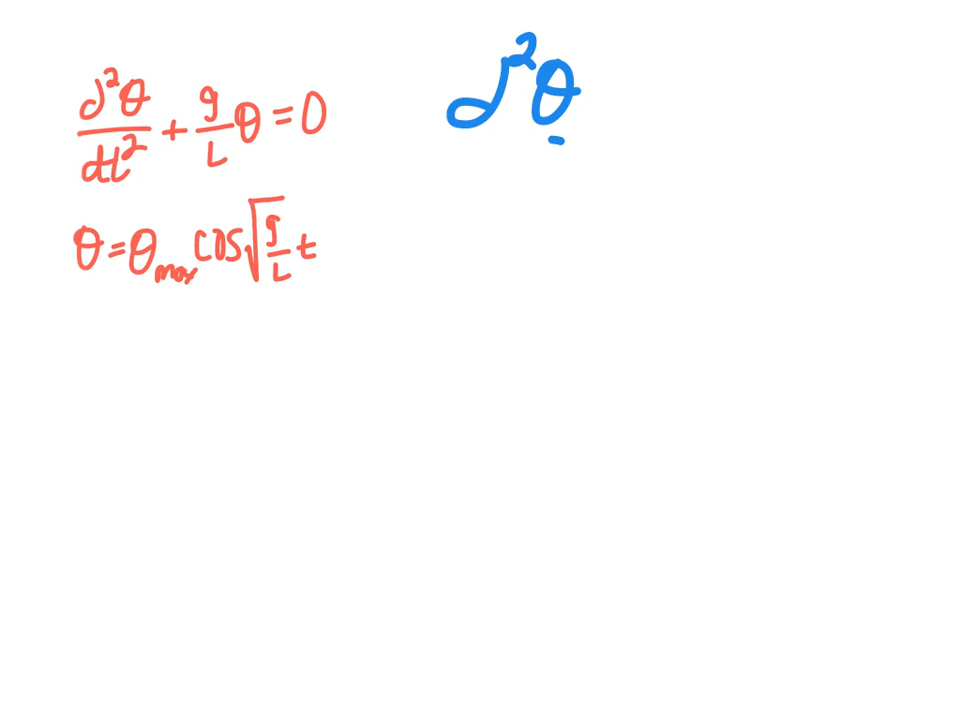 d²θ/dt² + g/L θ = 0
θ = θmax cos √(g/L) t
d²θ